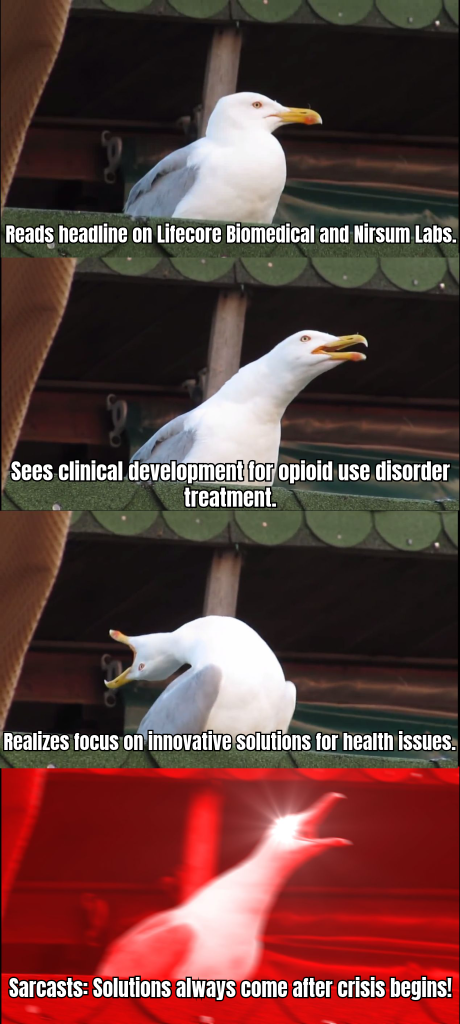 Reads headline on Lifecore Biomedical and Nirsum Labs.
Sees clinical development for opioid use disorder
treatment.
Realizes focus on innovative solutions for health issues.
Sarcasts: Solutions always come after crisis begins!